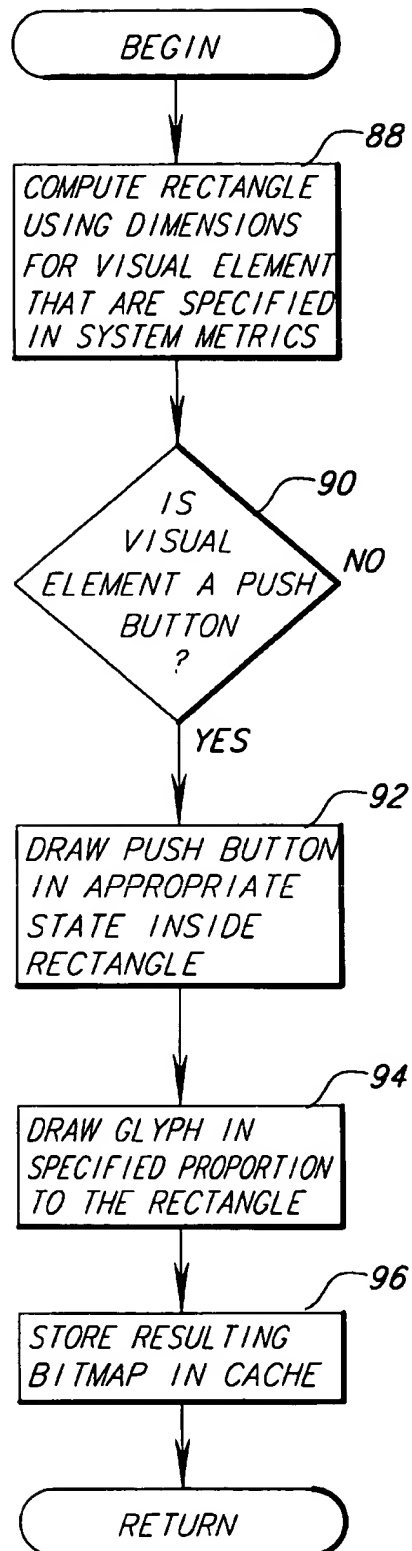 BEGIN
88
COMPUTE RECTANGLE
USING DIMENSIONS
FOR VISUAL ELEMENT
THAT ARE SPECIFIED
IN SYSTEM METRICS
90
IS
VISUAL
ELEMENT A PUSH
BUTTON
?
NO
YES
92
DRAW PUSH BUTTON
IN APPROPRIATE
STATE INSIDE
RECTANGLE
94
DRAW GLYPH IN
SPECIFIED PROPORTION
TO THE RECTANGLE
96
STORE RESULTING
BITMAP IN CACHE
RETURN